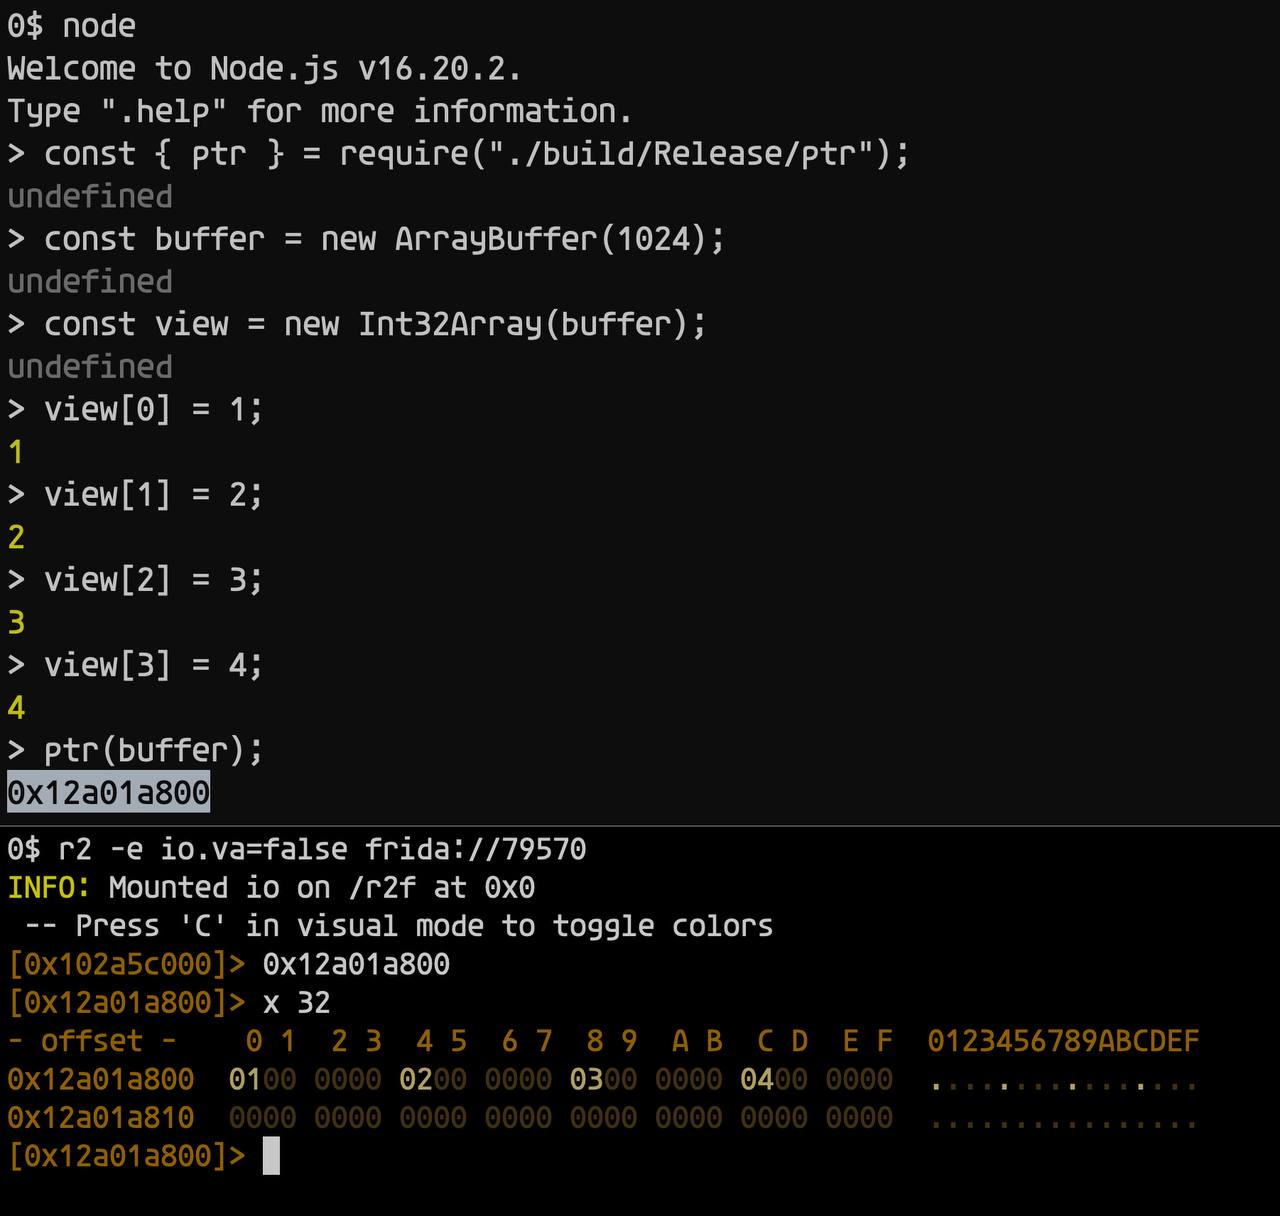 0$ node
Welcome to Node.js v16.20.2.
Type ".help" for more information.
> const { ptr } = require("./build/Release/ptr");
undefined
> const buffer = new ArrayBuffer(1024);
undefined
> const view = new Int32Array(buffer);
undefined
> view[0] = 1;
1
> view[1] = 2;
2
> view[2] = 3;
3
> view[3] = 4;
4
> ptr(buffer);
0x12a01a800
0$ r2 -e io.va=false frida://79570
INFO: Mounted io on /r2f at 0x0
 -- Press 'C' in visual mode to toggle colors
[0x102a5c000]> 0x12a01a800
[0x12a01a800]> x 32
- offset -   0 1  2 3  4 5  6 7  8 9  A B  C D  E F  0123456789ABCDEF
0x12a01a800  0100 0000 0200 0000 0300 0000 0400 0000  ................
0x12a01a810  0000 0000 0000 0000 0000 0000 0000 0000  ................
[0x12a01a800]>